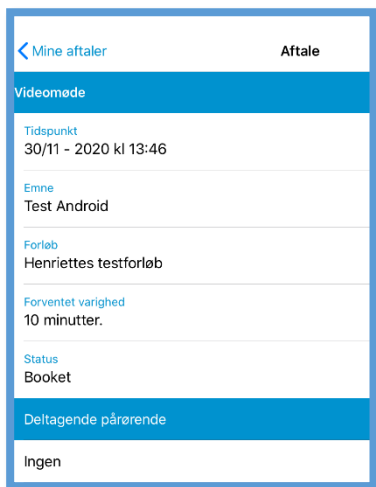 Mine aftaler
Aftale
Videomøde
Tidspunkt
30/11 - 2020 kl 13:46
Emne
Test Android
Forløb
Henriettes testforløb
Forventet varighed
10 minutter.
Status
Booket
Deltagende pårørende
Ingen